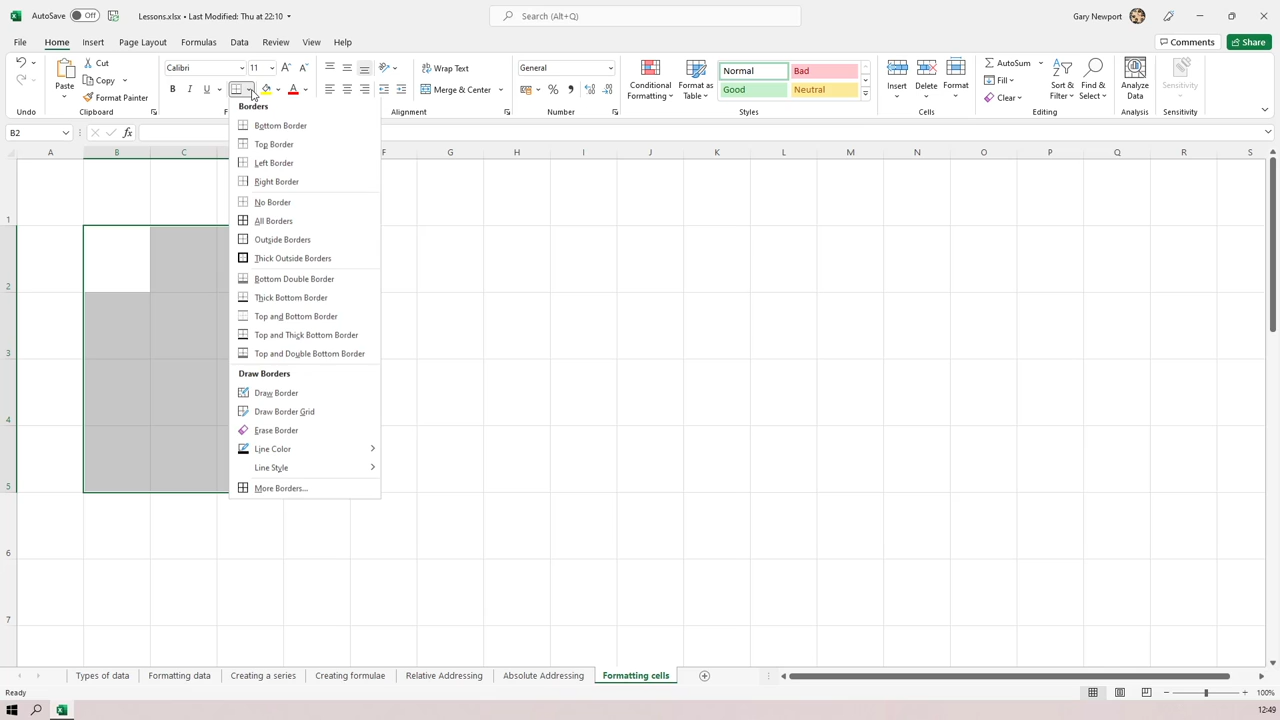 AutoSave Off Lessons.xlsx • Last Modified: Thu at 22:10 Search (Alt+Q) Gary Newport
File Home Insert Page Layout Formulas Data Review View Help Comments Share
Undo Paste Cut Copy Format Painter Clipboard
Calibri 11 B I U A A A
Wrap Text Merge & Center Alignment
General % , Number
Conditional Formatting Format as Table Normal Bad Good Neutral Styles
Insert Delete Format Cells
AutoSum Fill Clear Sort & Filter Find & Select Editing
Analyze Data Analysis Sensitivity Sensitivity
B2 fx
A B C F G H I J K L M N O P Q R S
1
2
3
4
5
6
7
Borders
Bottom Border
Top Border
Left Border
Right Border
No Border
All Borders
Outside Borders
Thick Outside Borders
Bottom Double Border
Thick Bottom Border
Top and Bottom Border
Top and Thick Bottom Border
Top and Double Bottom Border
Draw Borders
Draw Border
Draw Border Grid
Erase Border
Line Color
Line Style
More Borders...
Types of data Formatting data Creating a series Creating formulae Relative Addressing Absolute Addressing Formatting cells
Ready 100%
12:49